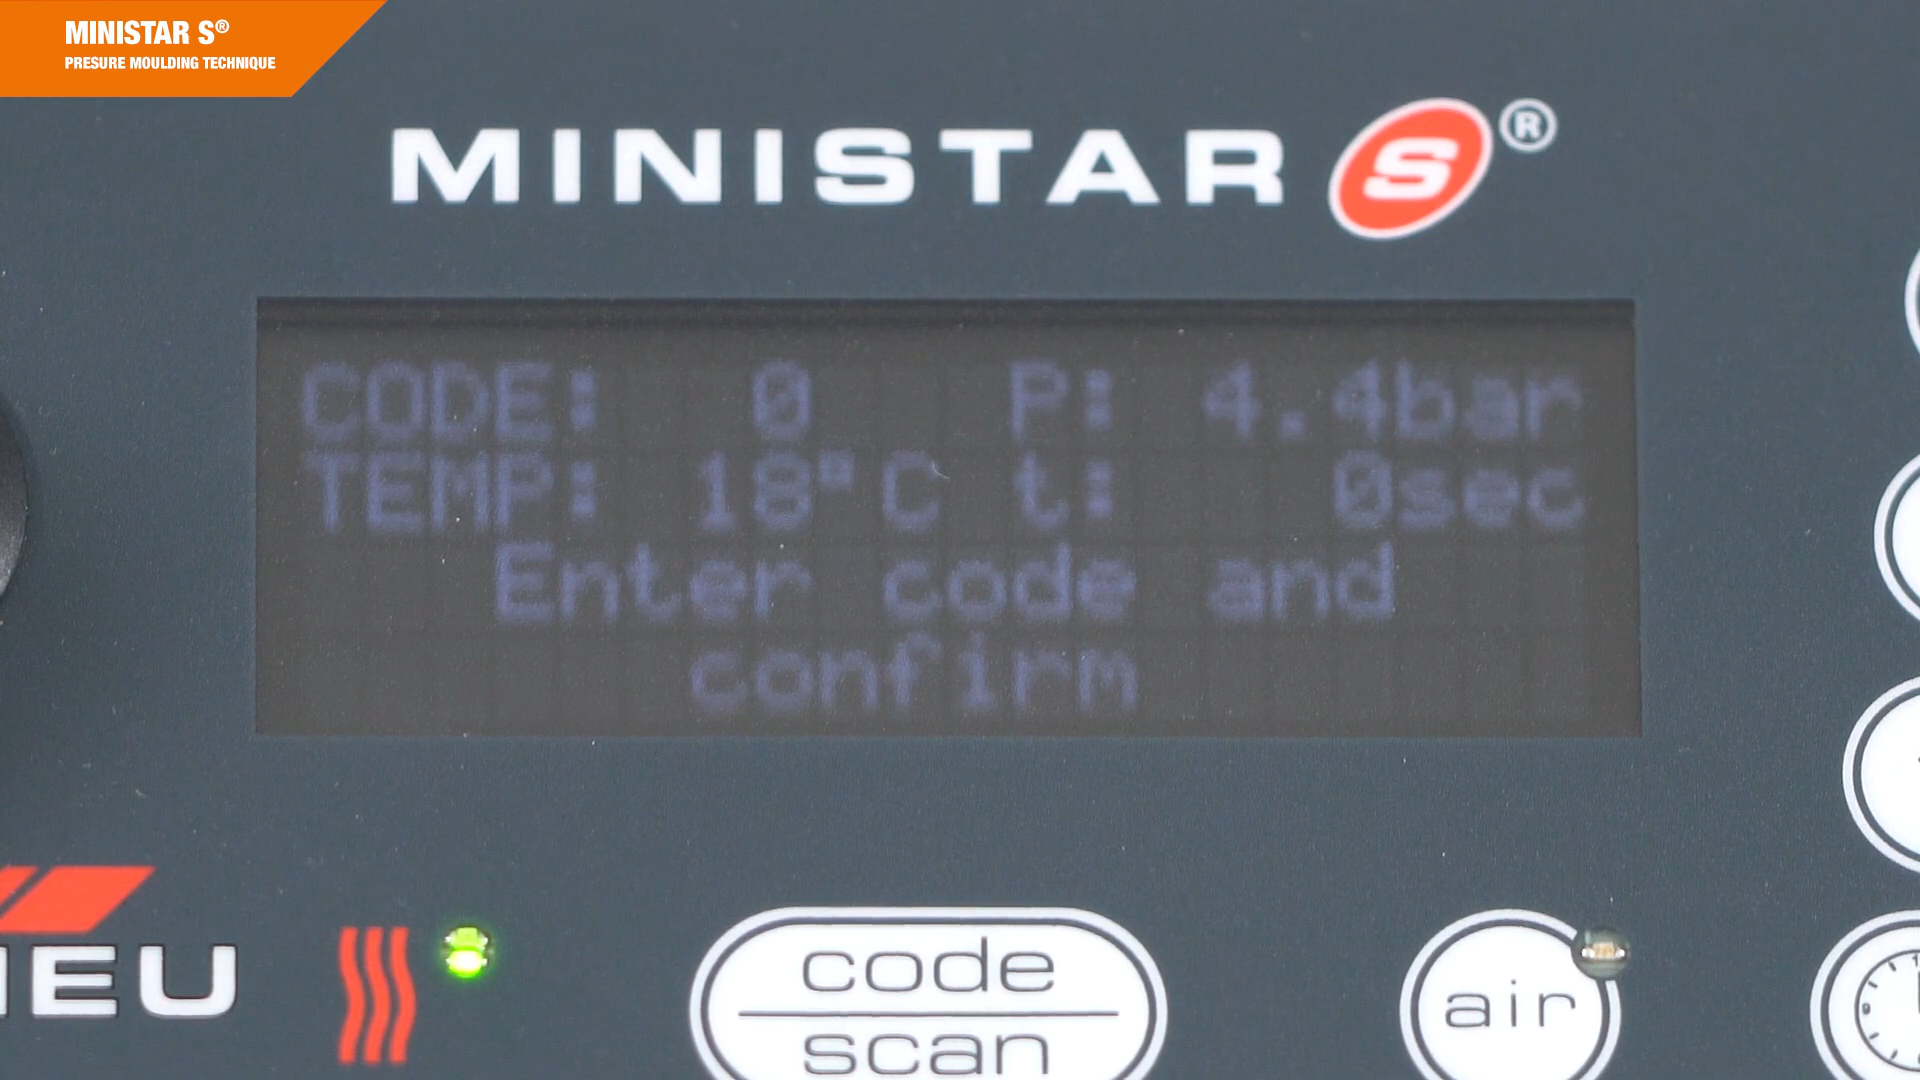 MINISTAR S®
PRESURE MOULDING TECHNIQUE
MINISTAR S®
CODE: 0 P: 4.4bar
TEMP: 18°C t: 0sec
Enter code and
confirm
EU
code
scan
air